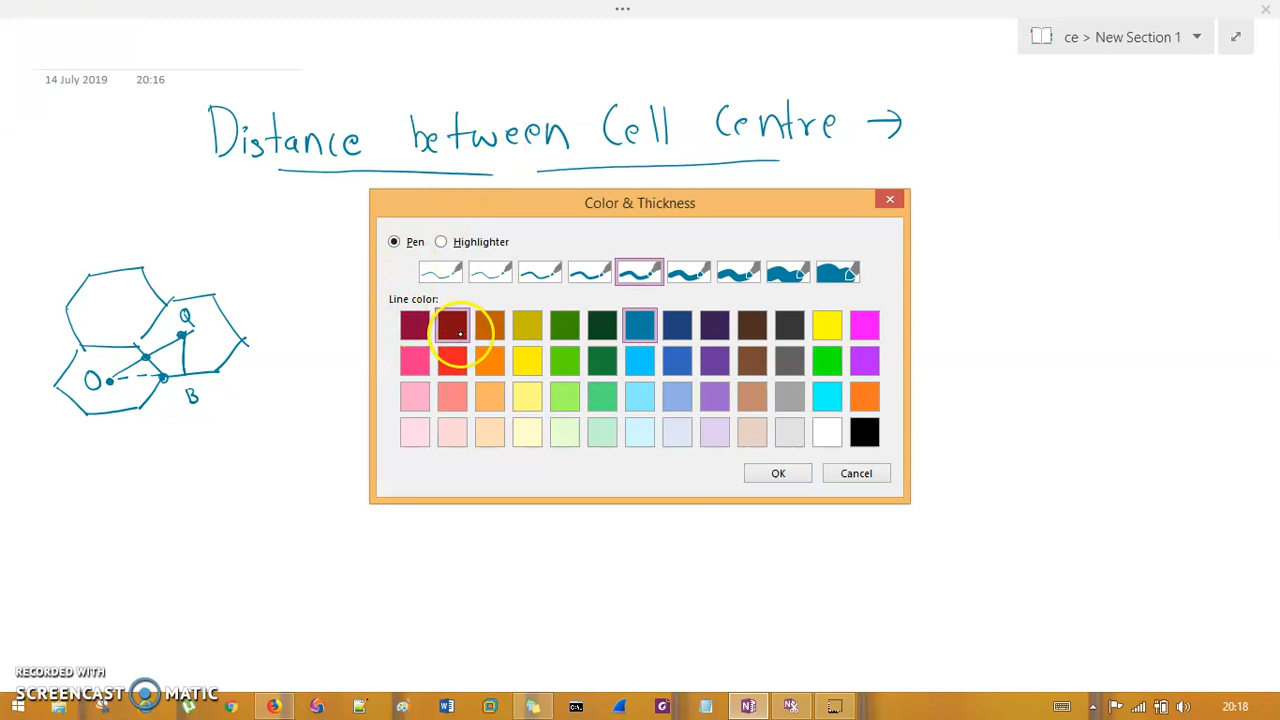 ...
ce > New Section 1
14 July 2019 20:16
Distance between Cell Centre →
Color & Thickness
Pen Highlighter
Line color:
Q
O
B
OK Cancel
RECORDED WITH
SCREENCAST MATIC
20:18